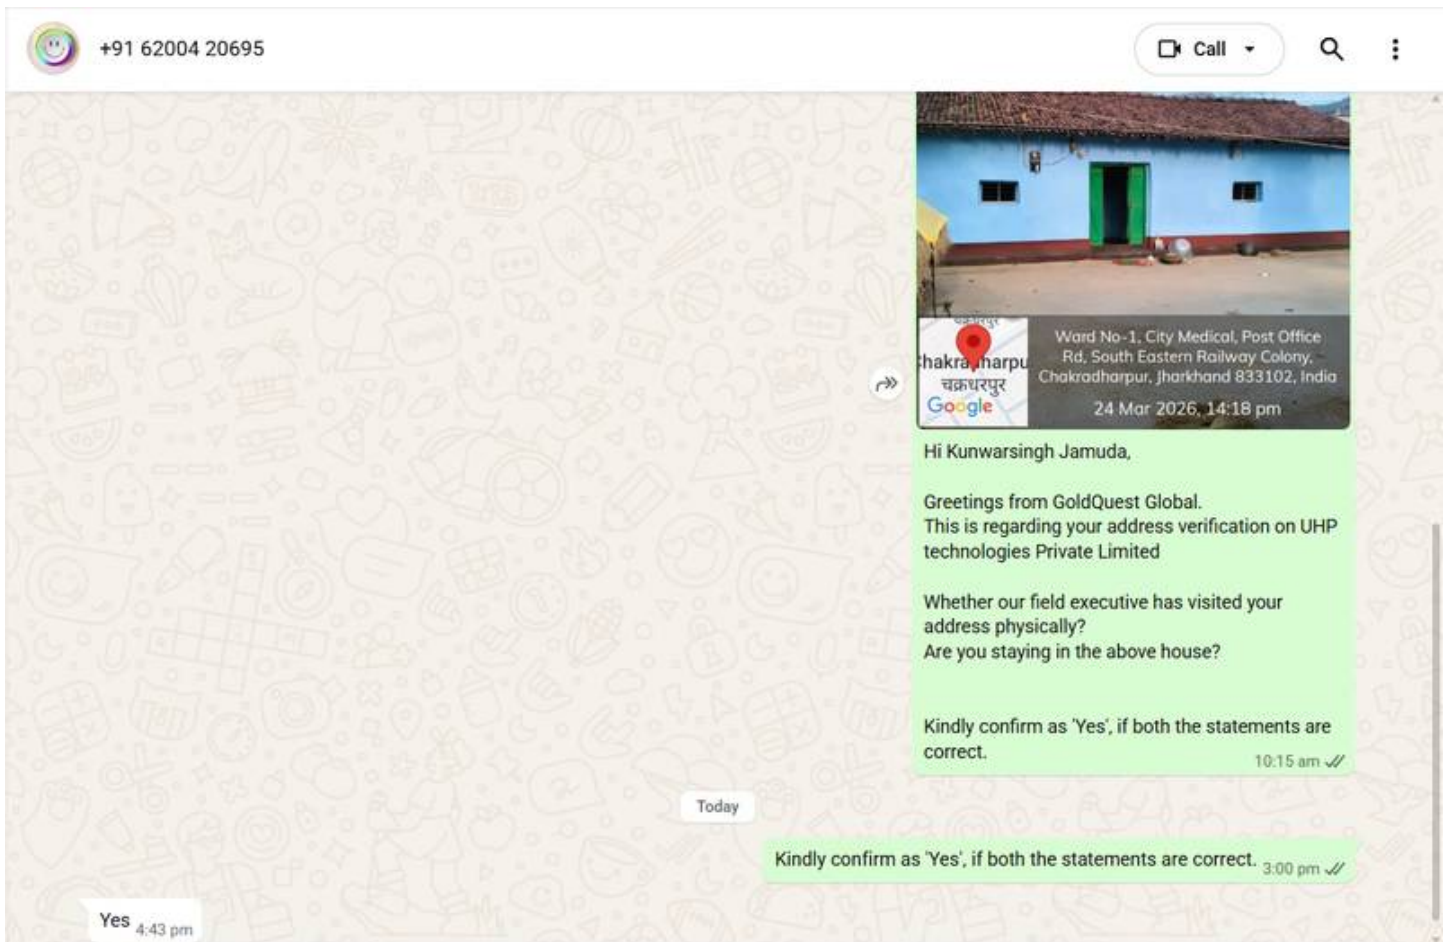 +91 62004 20695
Call
चक्रधरपुर
Google
Ward No-1, City Medical, Post Office
Rd, South Eastern Railway Colony,
Chakradharpur, Jharkhand 833102, India
24 Mar 2026, 14:18 pm
Hi Kunwarsingh Jamuda,
Greetings from GoldQuest Global.
This is regarding your address verification on UHP
technologies Private Limited
Whether our field executive has visited your
address physically?
Are you staying in the above house?
Kindly confirm as 'Yes', if both the statements are
correct.
10:15 am
Today
Kindly confirm as 'Yes', if both the statements are correct. 3:00 pm
Yes 4:43 pm